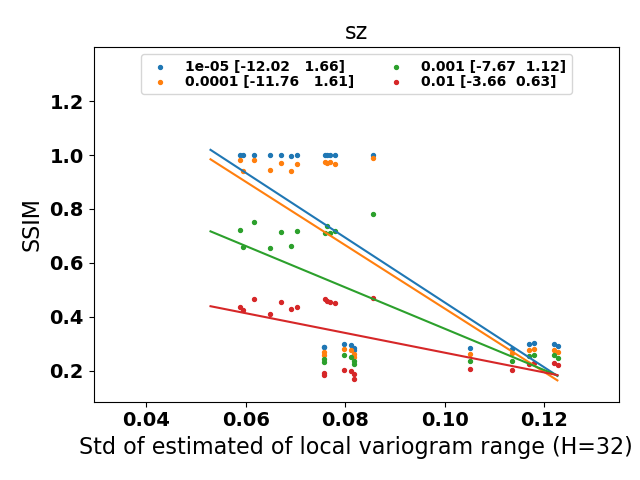 sz
1e-05 [-12.02   1.66]
0.0001 [-11.76   1.61]
0.001 [-7.67  1.12]
0.01 [-3.66  0.63]
SSIM
1.2
1.0
0.8
0.6
0.4
0.2
0.04 0.06 0.08 0.10 0.12
Std of estimated of local variogram range (H=32)